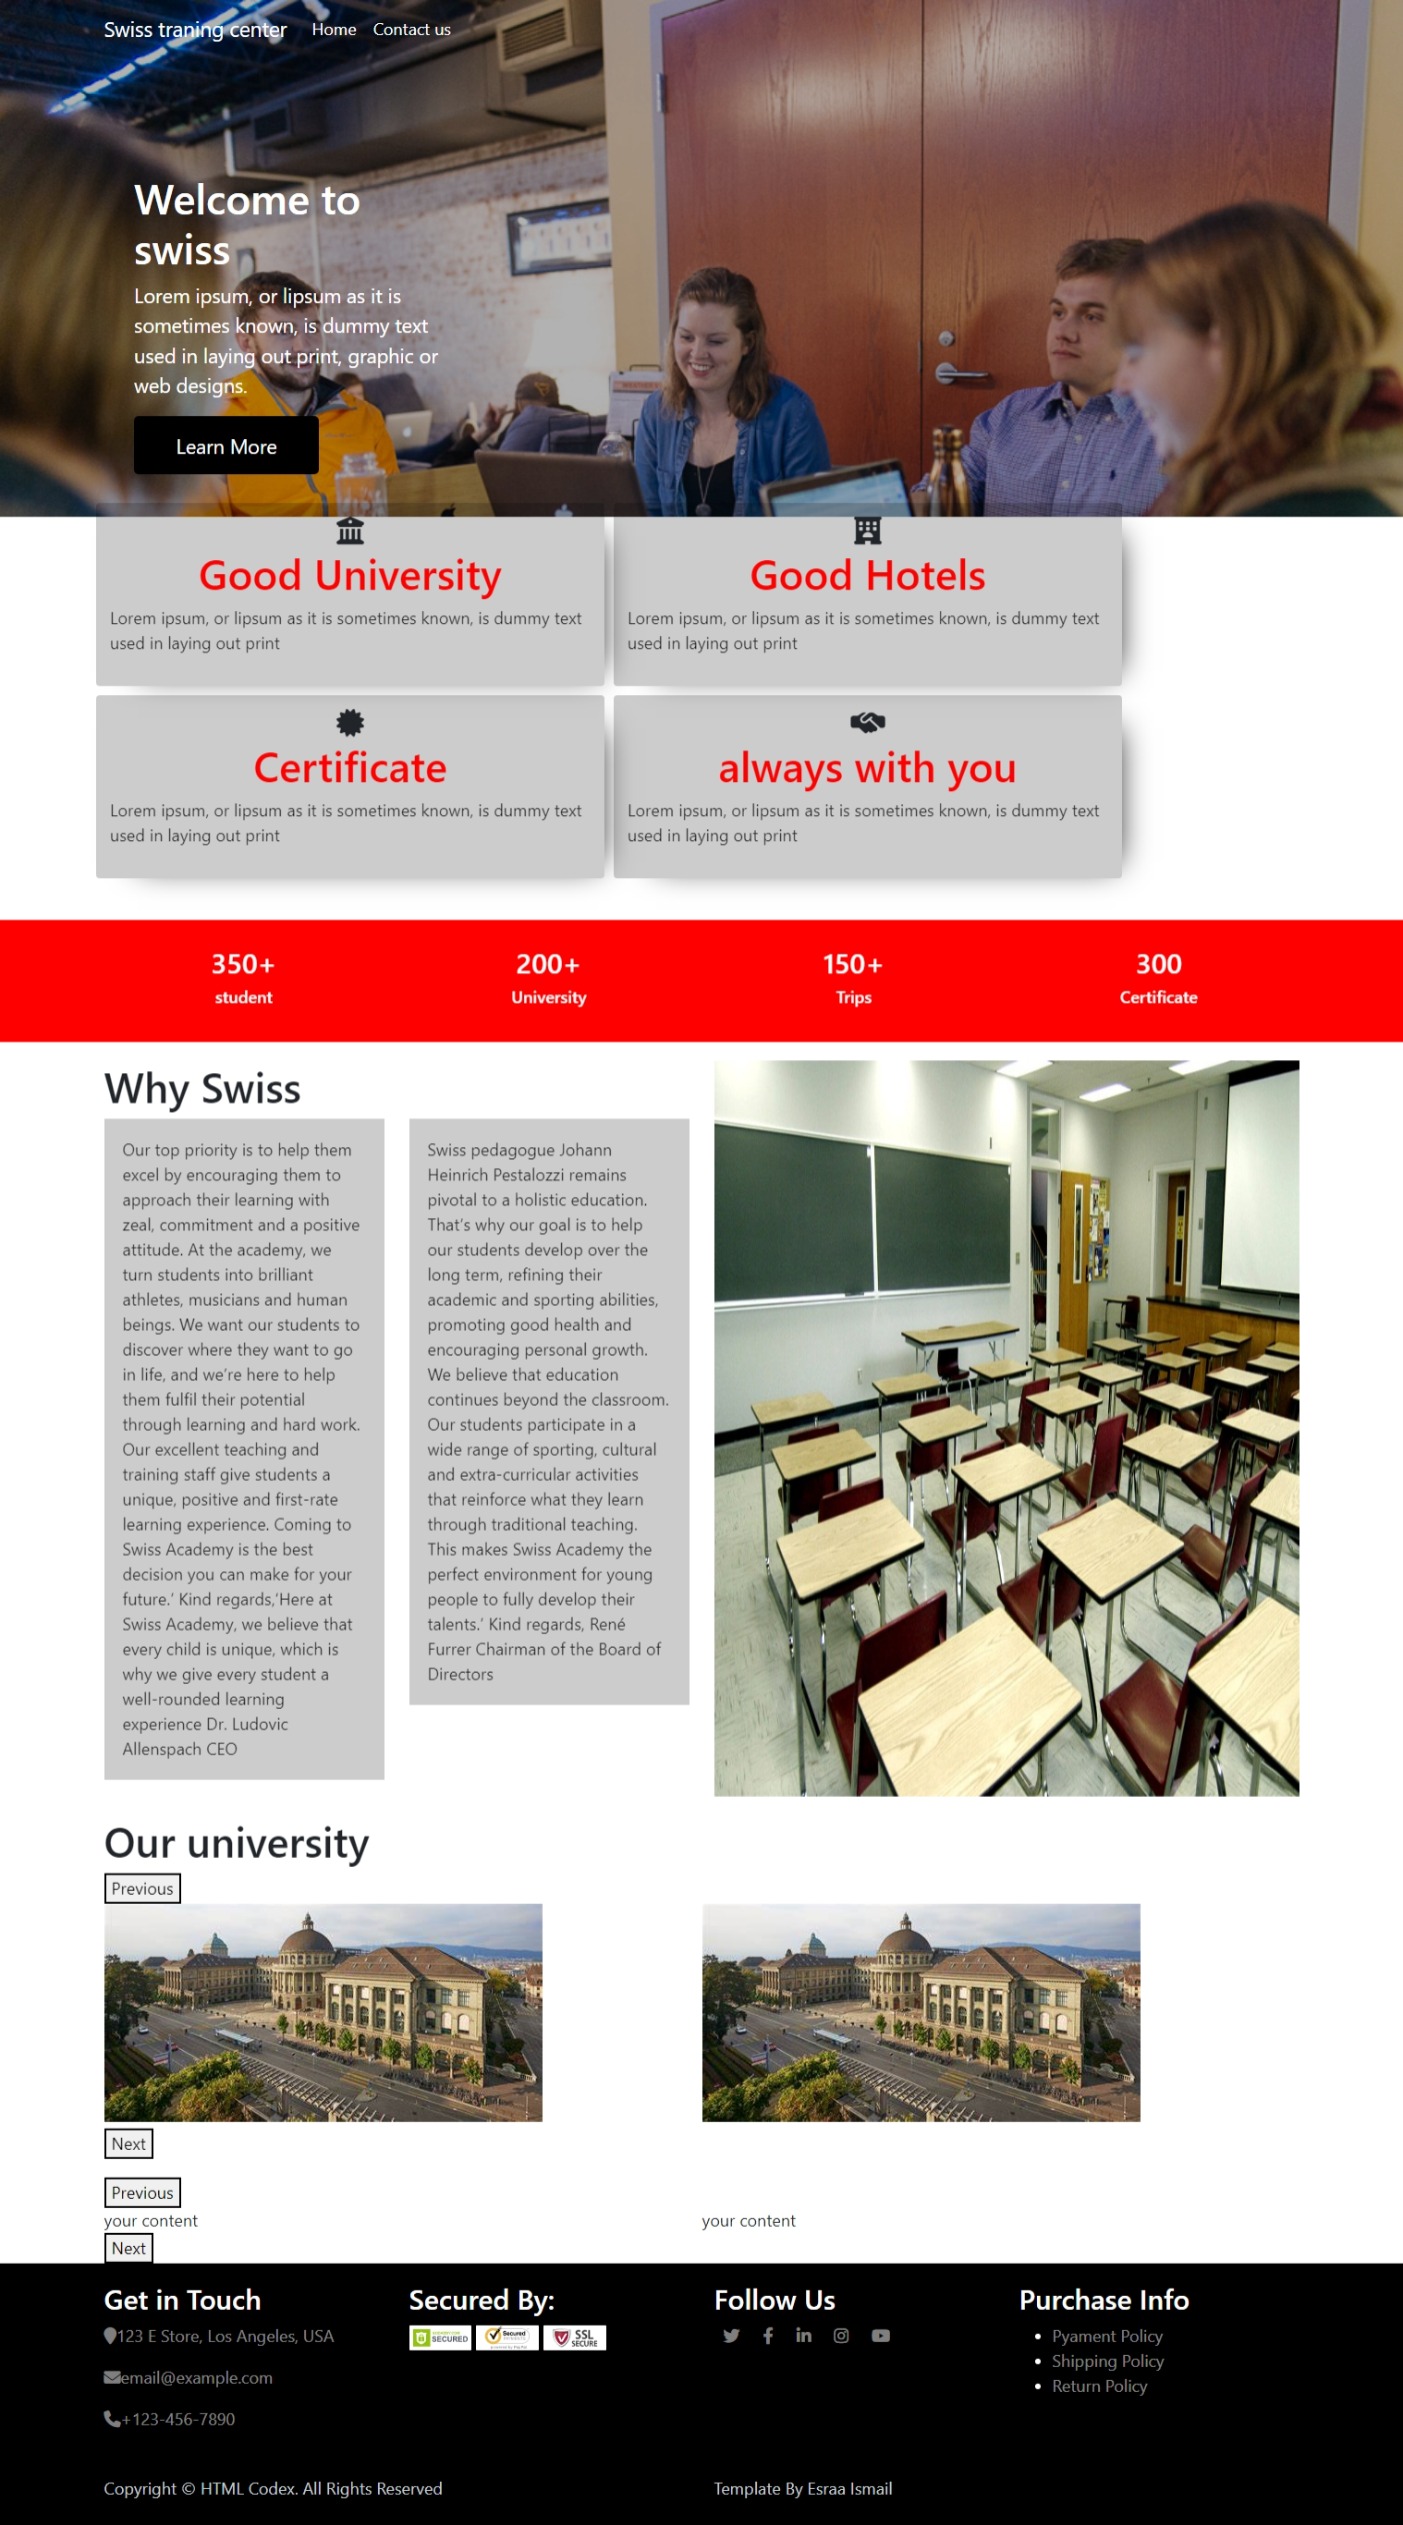 Swiss traning center Home Contact us
Welcome to
swiss
Lorem ipsum, or lipsum as it is
sometimes known, is dummy text
used in laying out print, graphic or
web designs.
Learn More
Good University
Lorem ipsum, or lipsum as it is sometimes known, is dummy text
used in laying out print
Good Hotels
Lorem ipsum, or lipsum as it is sometimes known, is dummy text
used in laying out print
Certificate
Lorem ipsum, or lipsum as it is sometimes known, is dummy text
used in laying out print
always with you
Lorem ipsum, or lipsum as it is sometimes known, is dummy text
used in laying out print
350+
student
200+
University
150+
Trips
300
Certificate
Why Swiss
Our top priority is to help them
excel by encouraging them to
approach their learning with
zeal, commitment and a positive
attitude. At the academy, we
turn students into brilliant
athletes, musicians and human
beings. We want our students to
discover where they want to go
in life, and we're here to help
them fulfil their potential
through learning and hard work.
Our excellent teaching and
training staff give students a
unique, positive and first-rate
learning experience. Coming to
Swiss Academy is the best
decision you can make for your
future.' Kind regards,'Here at
Swiss Academy, we believe that
every child is unique, which is
why we give every student a
well-rounded learning
experience Dr. Ludovic
Allenspach CEO
Swiss pedagogue Johann
Heinrich Pestalozzi remains
pivotal to a holistic education.
That's why our goal is to help
our students develop over the
long term, refining their
academic and sporting abilities,
promoting good health and
encouraging personal growth.
We believe that education
continues beyond the classroom.
Our students participate in a
wide range of sporting, cultural
and extra-curricular activities
that reinforce what they learn
through traditional teaching.
This makes Swiss Academy the
perfect environment for young
people to fully develop their
talents.' Kind regards, René
Furrer Chairman of the Board of
Directors
Our university
Previous
Next
Previous
your content your content
Next
Get in Touch
123 E Store, Los Angeles, USA
email@example.com
+123-456-7890
Secured By:
SECURED
Secured
SSL
SECURE
Follow Us
Purchase Info
Pyament Policy
Shipping Policy
Return Policy
Copyright © HTML Codex. All Rights Reserved
Template By Esraa Ismail